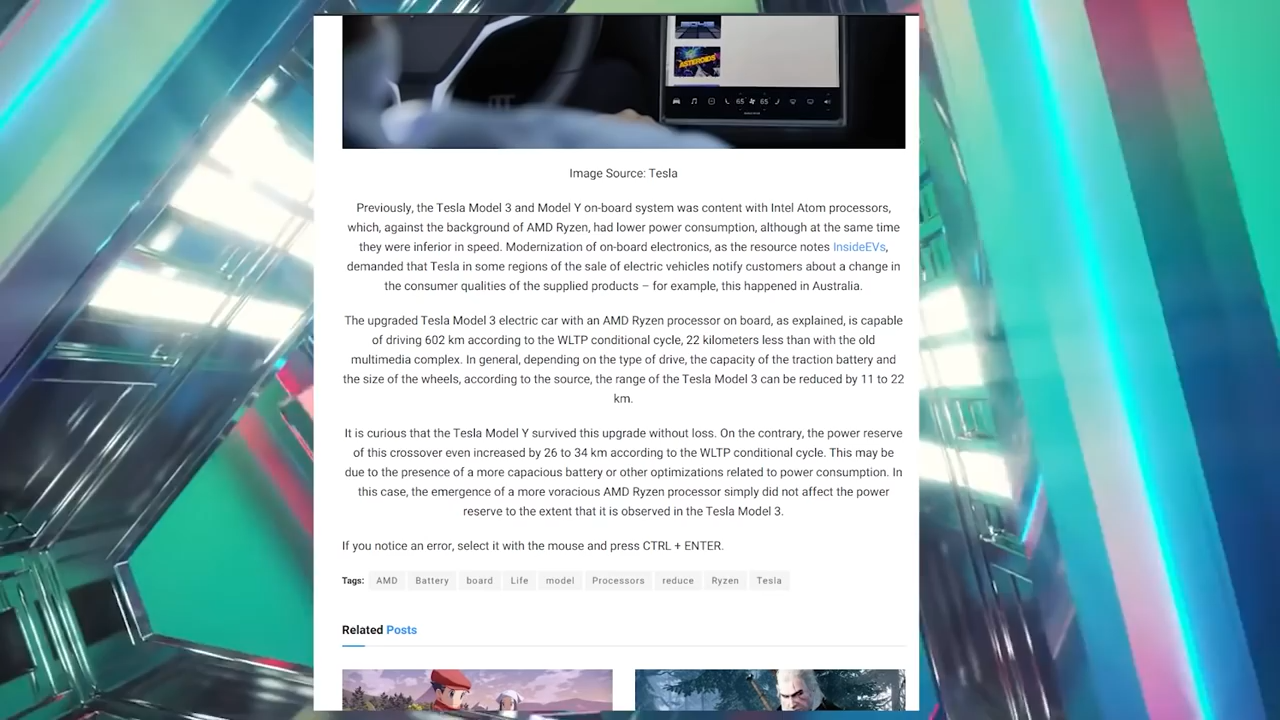 ASTEROIDS
65 65
Image Source: Tesla
Previously, the Tesla Model 3 and Model Y on-board system was content with Intel Atom processors,
which, against the background of AMD Ryzen, had lower power consumption, although at the same time
they were inferior in speed. Modernization of on-board electronics, as the resource notes InsideEVs,
demanded that Tesla in some regions of the sale of electric vehicles notify customers about a change in
the consumer qualities of the supplied products – for example, this happened in Australia.
The upgraded Tesla Model 3 electric car with an AMD Ryzen processor on board, as explained, is capable
of driving 602 km according to the WLTP conditional cycle, 22 kilometers less than with the old
multimedia complex. In general, depending on the type of drive, the capacity of the traction battery and
the size of the wheels, according to the source, the range of the Tesla Model 3 can be reduced by 11 to 22
km.
It is curious that the Tesla Model Y survived this upgrade without loss. On the contrary, the power reserve
of this crossover even increased by 26 to 34 km according to the WLTP conditional cycle. This may be
due to the presence of a more capacious battery or other optimizations related to power consumption. In
this case, the emergence of a more voracious AMD Ryzen processor simply did not affect the power
reserve to the extent that it is observed in the Tesla Model 3.
If you notice an error, select it with the mouse and press CTRL + ENTER.
Tags: AMD Battery board Life model Processors reduce Ryzen Tesla
Related Posts